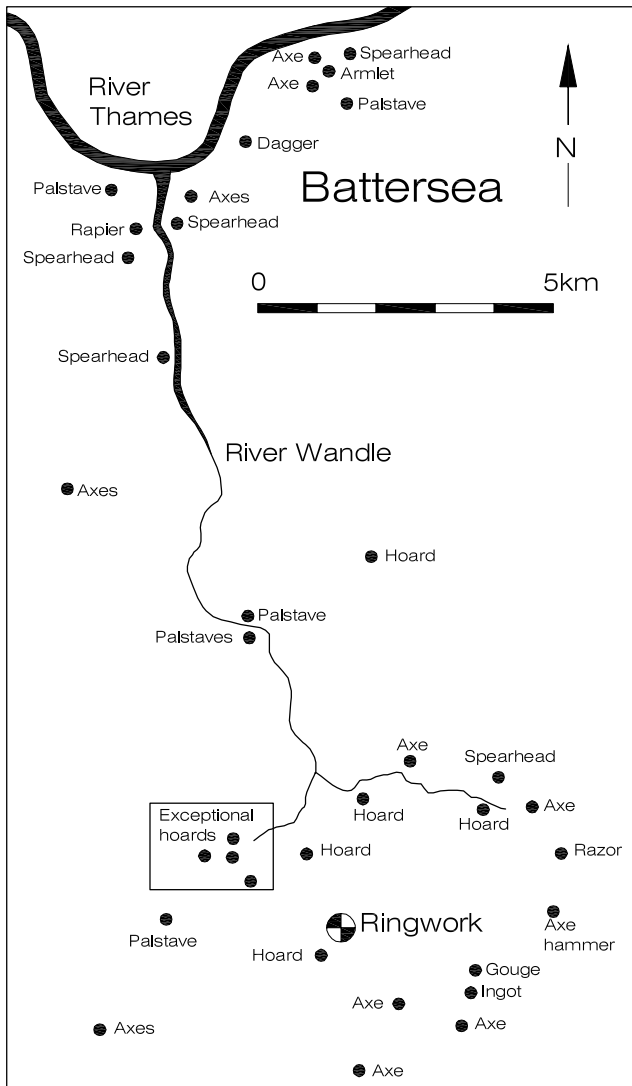 Axe
Spearhead
Armlet
Axe
Palstave
River
Thames
Dagger
N
Battersea
Palstave
Axes
Rapier
Spearhead
Spearhead
0
5km
Spearhead
River Wandle
Axes
Hoard
Palstave
Palstaves
Axe
Spearhead
Exceptional
hoards
Hoard
Hoard
Axe
Hoard
Razor
Palstave
Ringwork
Axe
hammer
Hoard
Gouge
Ingot
Axe
Axe
Axes
Axe